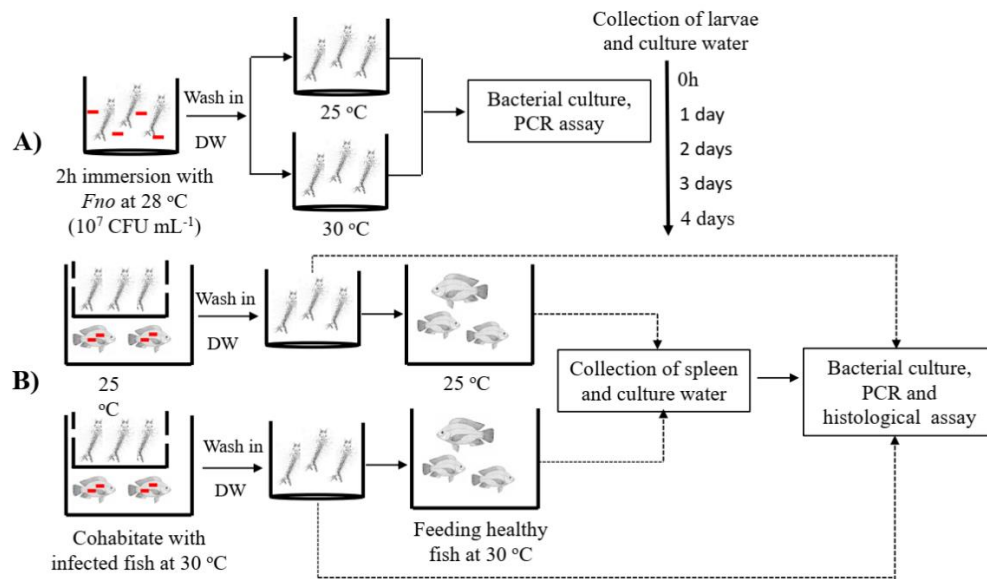 A)
2h immersion with
Fno at 28 °C
(10⁷ CFU mL⁻¹)
Wash in
DW
25 °C
30 °C
Bacterial culture,
PCR assay
Collection of larvae
and culture water
0h
1 day
2 days
3 days
4 days
B)
25
°C
Wash in
DW
25 °C
Cohabitate with
infected fish at 30 °C
Wash in
DW
Feeding healthy
fish at 30 °C
Collection of spleen
and culture water
Bacterial culture,
PCR and
histological assay